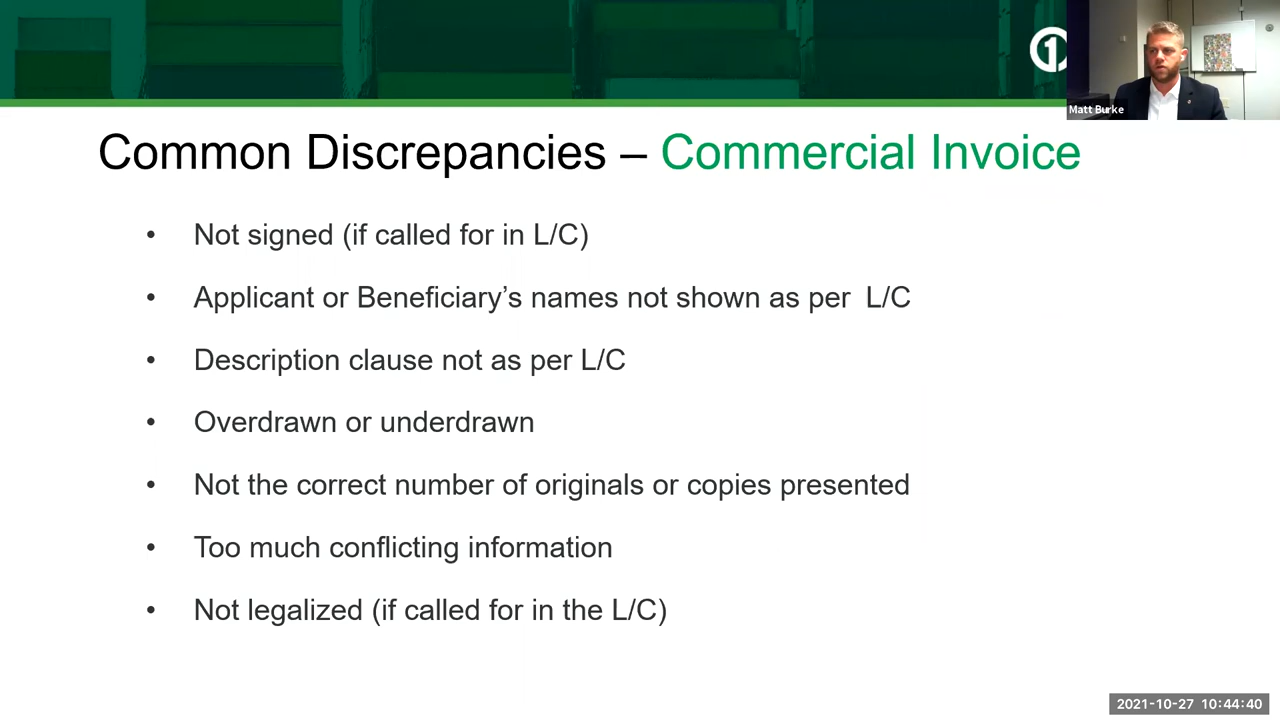 1
Matt Burke
Common Discrepancies – Commercial Invoice
• Not signed (if called for in L/C)
• Applicant or Beneficiary’s names not shown as per  L/C
• Description clause not as per L/C
• Overdrawn or underdrawn
• Not the correct number of originals or copies presented
• Too much conflicting information
• Not legalized (if called for in the L/C)
2021-10-27 10:44:40